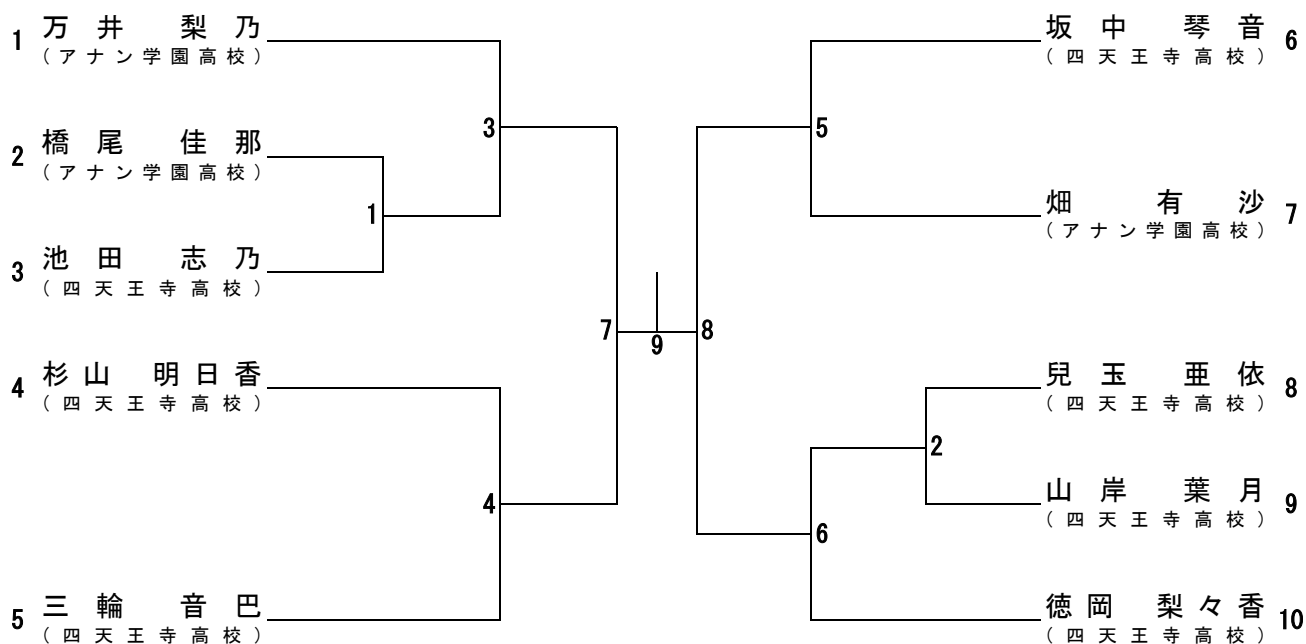 1 万井 梨乃
(アナン学園高校)
2 橋尾 佳那
(アナン学園高校)
3 池田 志乃
(四天王寺高校)
4 杉山 明日香
(四天王寺高校)
5 三輪 音巴
(四天王寺高校)
1
3
4
7
9
8
5
2
6
坂中 琴音 6
(四天王寺高校)
畑 有沙 7
(アナン学園高校)
兒玉 亜依 8
(四天王寺高校)
山岸 葉月 9
(四天王寺高校)
徳岡 梨々香 10
(四天王寺高校)